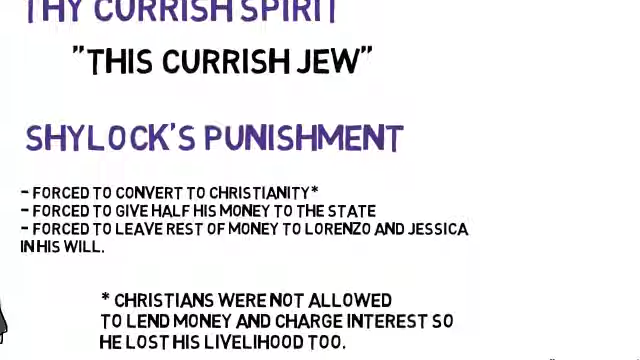 THY CURRISH SPIRIT
"THIS CURRISH JEW"
SHYLOCK'S PUNISHMENT
- FORCED TO CONVERT TO CHRISTIANITY*
- FORCED TO GIVE HALF HIS MONEY TO THE STATE
- FORCED TO LEAVE REST OF MONEY TO LORENZO AND JESSICA
IN HIS WILL.
* CHRISTIANS WERE NOT ALLOWED
TO LEND MONEY AND CHARGE INTEREST SO
HE LOST HIS LIVELIHOOD TOO.